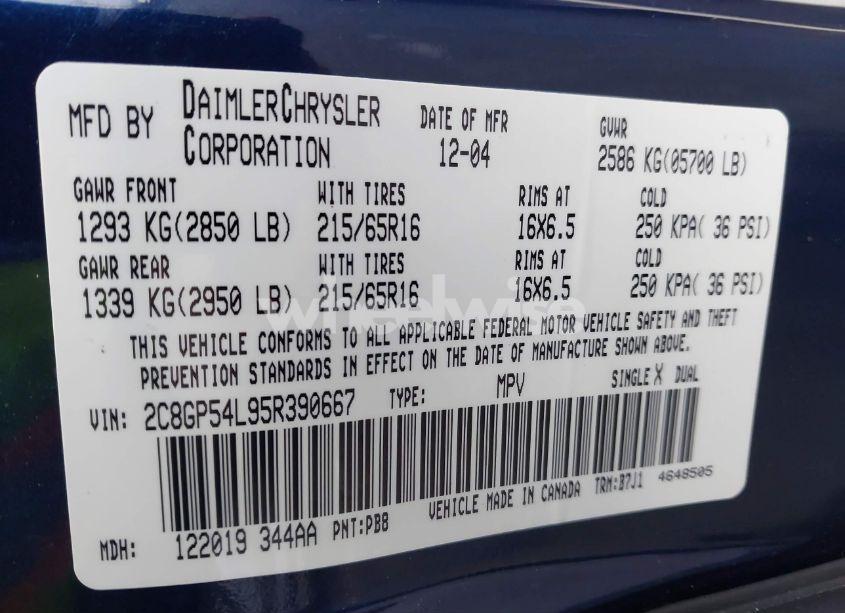 MFD BY DAIMLERCHRYSLER CORPORATION DATE OF MFR 12-04 GVWR 2586 KG(05700 LB)
GAWR FRONT WITH TIRES RIMS AT COLD
1293 KG(2850 LB) 215/65R16 16X6.5 250 KPA( 36 PSI)
GAWR REAR WITH TIRES RIMS AT COLD
1339 KG(2950 LB) 215/65R16 16X6.5 250 KPA( 36 PSI)
wheelwise
THIS VEHICLE CONFORMS TO ALL APPLICABLE FEDERAL MOTOR VEHICLE SAFETY AND THEFT
PREVENTION STANDARDS IN EFFECT ON THE DATE OF MANUFACTURE SHOWN ABOVE.
VIN: 2C8GP54L95R390667 TYPE: MPV SINGLE X DUAL
VEHICLE MADE IN CANADA TRM:B7J1 4648505
MDH: 122019 344AA PNT:PB8